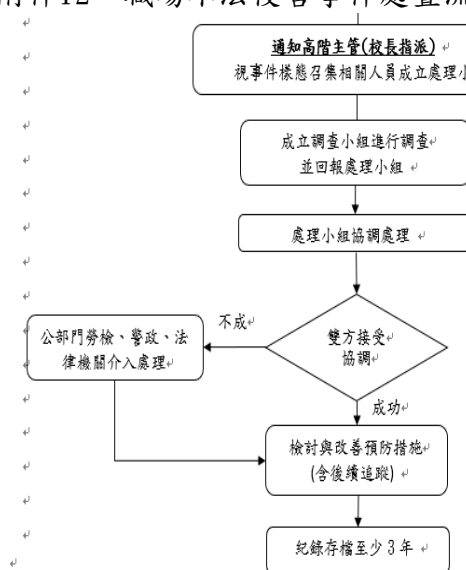 附件12 職場不法侵害事件處置流
通知高階主管(校長指派)
視事件樣態召集相關人員成立處理小
成立調查小組進行調查
並回報處理小組
處理小組協調處理
雙方接受
協調
不成
公部門勞檢、警政、法
律機關介入處理
成功
檢討與改善預防措施
(含後續追蹤)
紀錄存檔至少3年